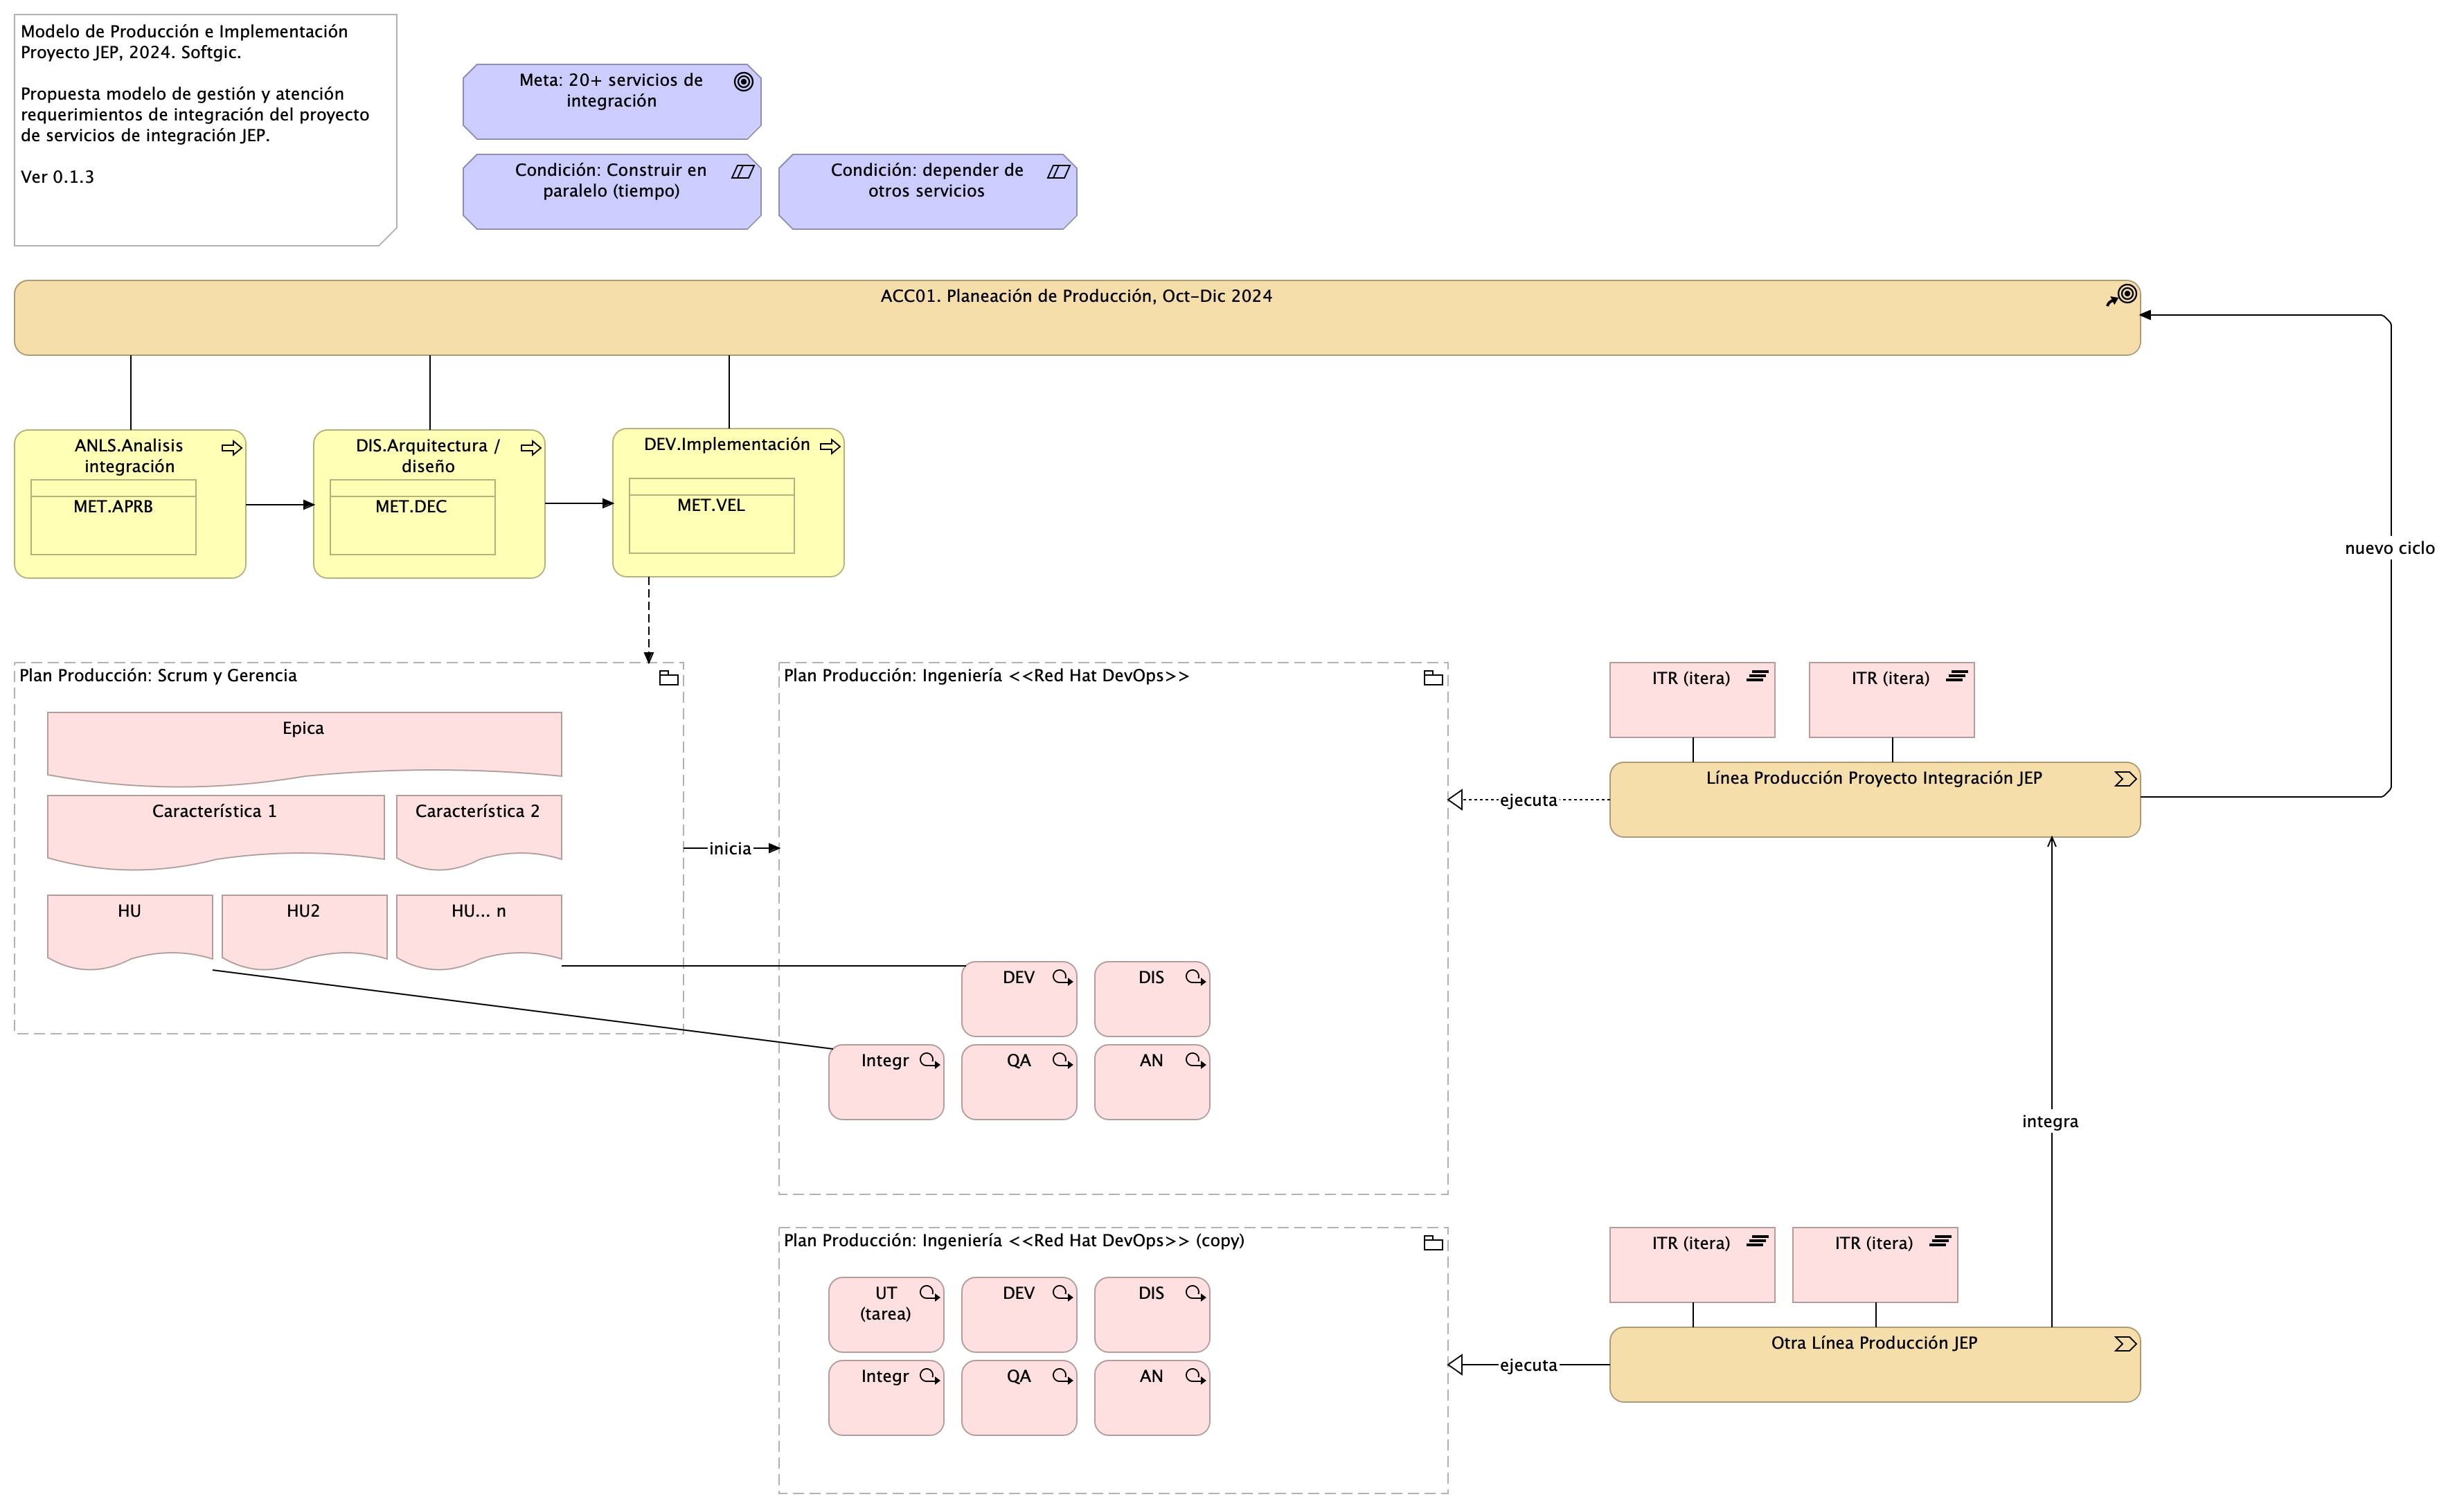 Modelo de Producción e Implementación
Proyecto JEP, 2024. Softgic.
Propuesta modelo de gestión y atención
requerimientos de integración del proyecto
de servicios de integración JEP.
Ver 0.1.3
Meta: 20+ servicios de
integración
Condición: Construir en
paralelo (tiempo)
Condición: depender de
otros servicios
ACC01. Planeación de Producción, Oct-Dic 2024
ANLS.Analisis
integración
MET.APRB
DIS.Arquitectura /
diseño
MET.DEC
DEV.Implementación
MET.VEL
nuevo ciclo
Plan Producción: Scrum y Gerencia
Epica
Característica 1
Característica 2
HU
HU2
HU... n
inicia
Plan Producción: Ingeniería <<Red Hat DevOps>>
DEV
DIS
Integr
QA
AN
ITR (itera)
ITR (itera)
ejecuta
Línea Producción Proyecto Integración JEP
integra
Plan Producción: Ingeniería <<Red Hat DevOps>> (copy)
UT
(tarea)
DEV
DIS
Integr
QA
AN
ITR (itera)
ITR (itera)
ejecuta
Otra Línea Producción JEP